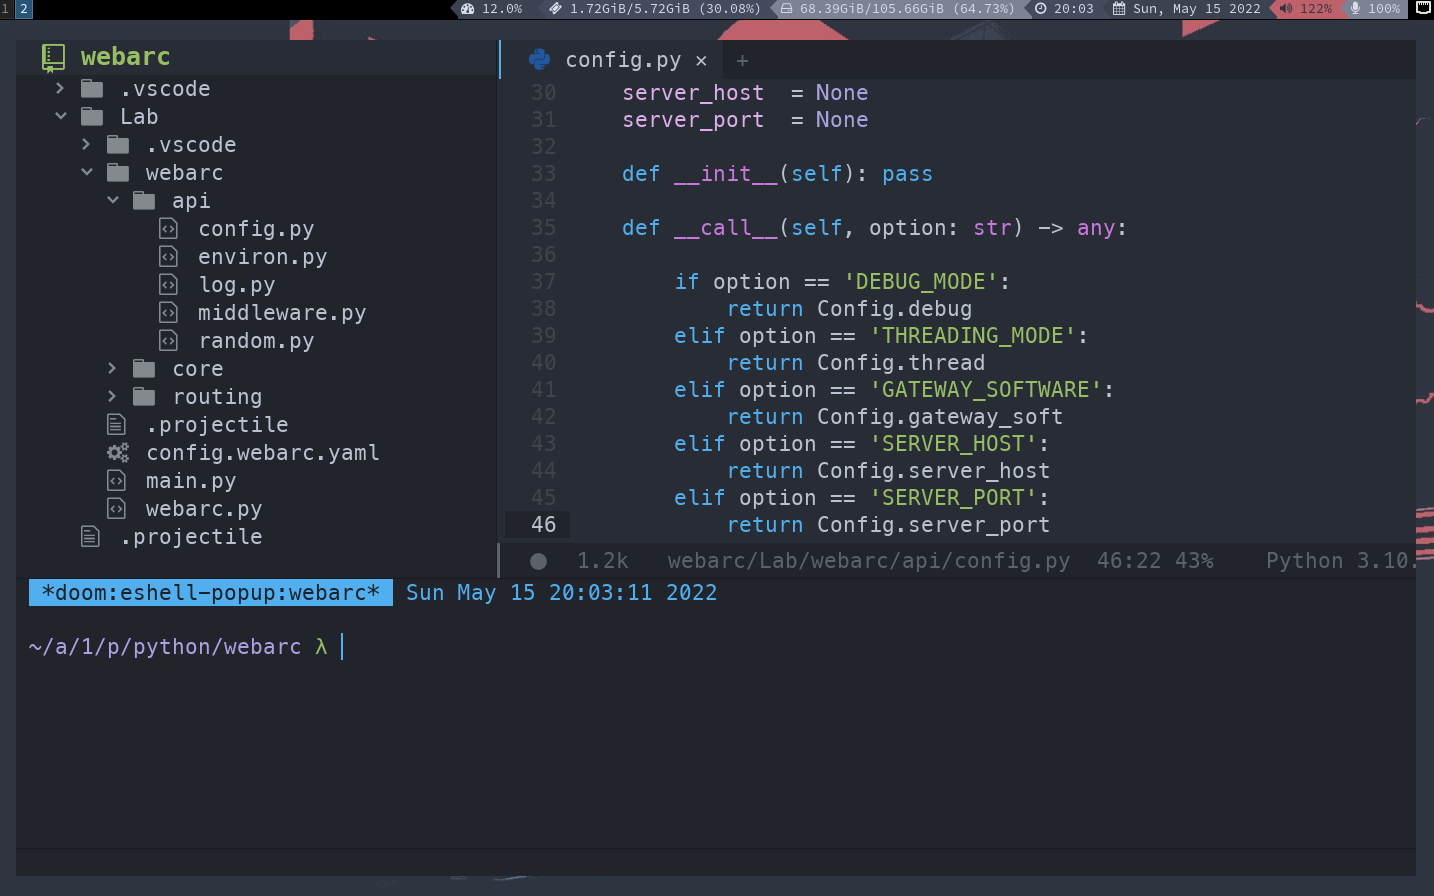 1 2 12.0% 1.72GiB/5.72GiB (30.08%) 68.39GiB/105.66GiB (64.73%) 20:03 Sun, May 15 2022 122% 100%
webarc
.vscode
Lab
.vscode
webarc
api
config.py
environ.py
log.py
middleware.py
random.py
core
routing
.projectile
config.webarc.yaml
main.py
webarc.py
.projectile
config.py × +
30     server_host  = None
31     server_port  = None
32
33     def __init__(self): pass
34
35     def __call__(self, option: str) -> any:
36
37         if option == 'DEBUG_MODE':
38             return Config.debug
39         elif option == 'THREADING_MODE':
40             return Config.thread
41         elif option == 'GATEWAY_SOFTWARE':
42             return Config.gateway_soft
43         elif option == 'SERVER_HOST':
44             return Config.server_host
45         elif option == 'SERVER_PORT':
46             return Config.server_port
1.2k webarc/Lab/webarc/api/config.py 46:22 43% Python 3.10.
*doom:eshell-popup:webarc* Sun May 15 20:03:11 2022
~/a/1/p/python/webarc λ